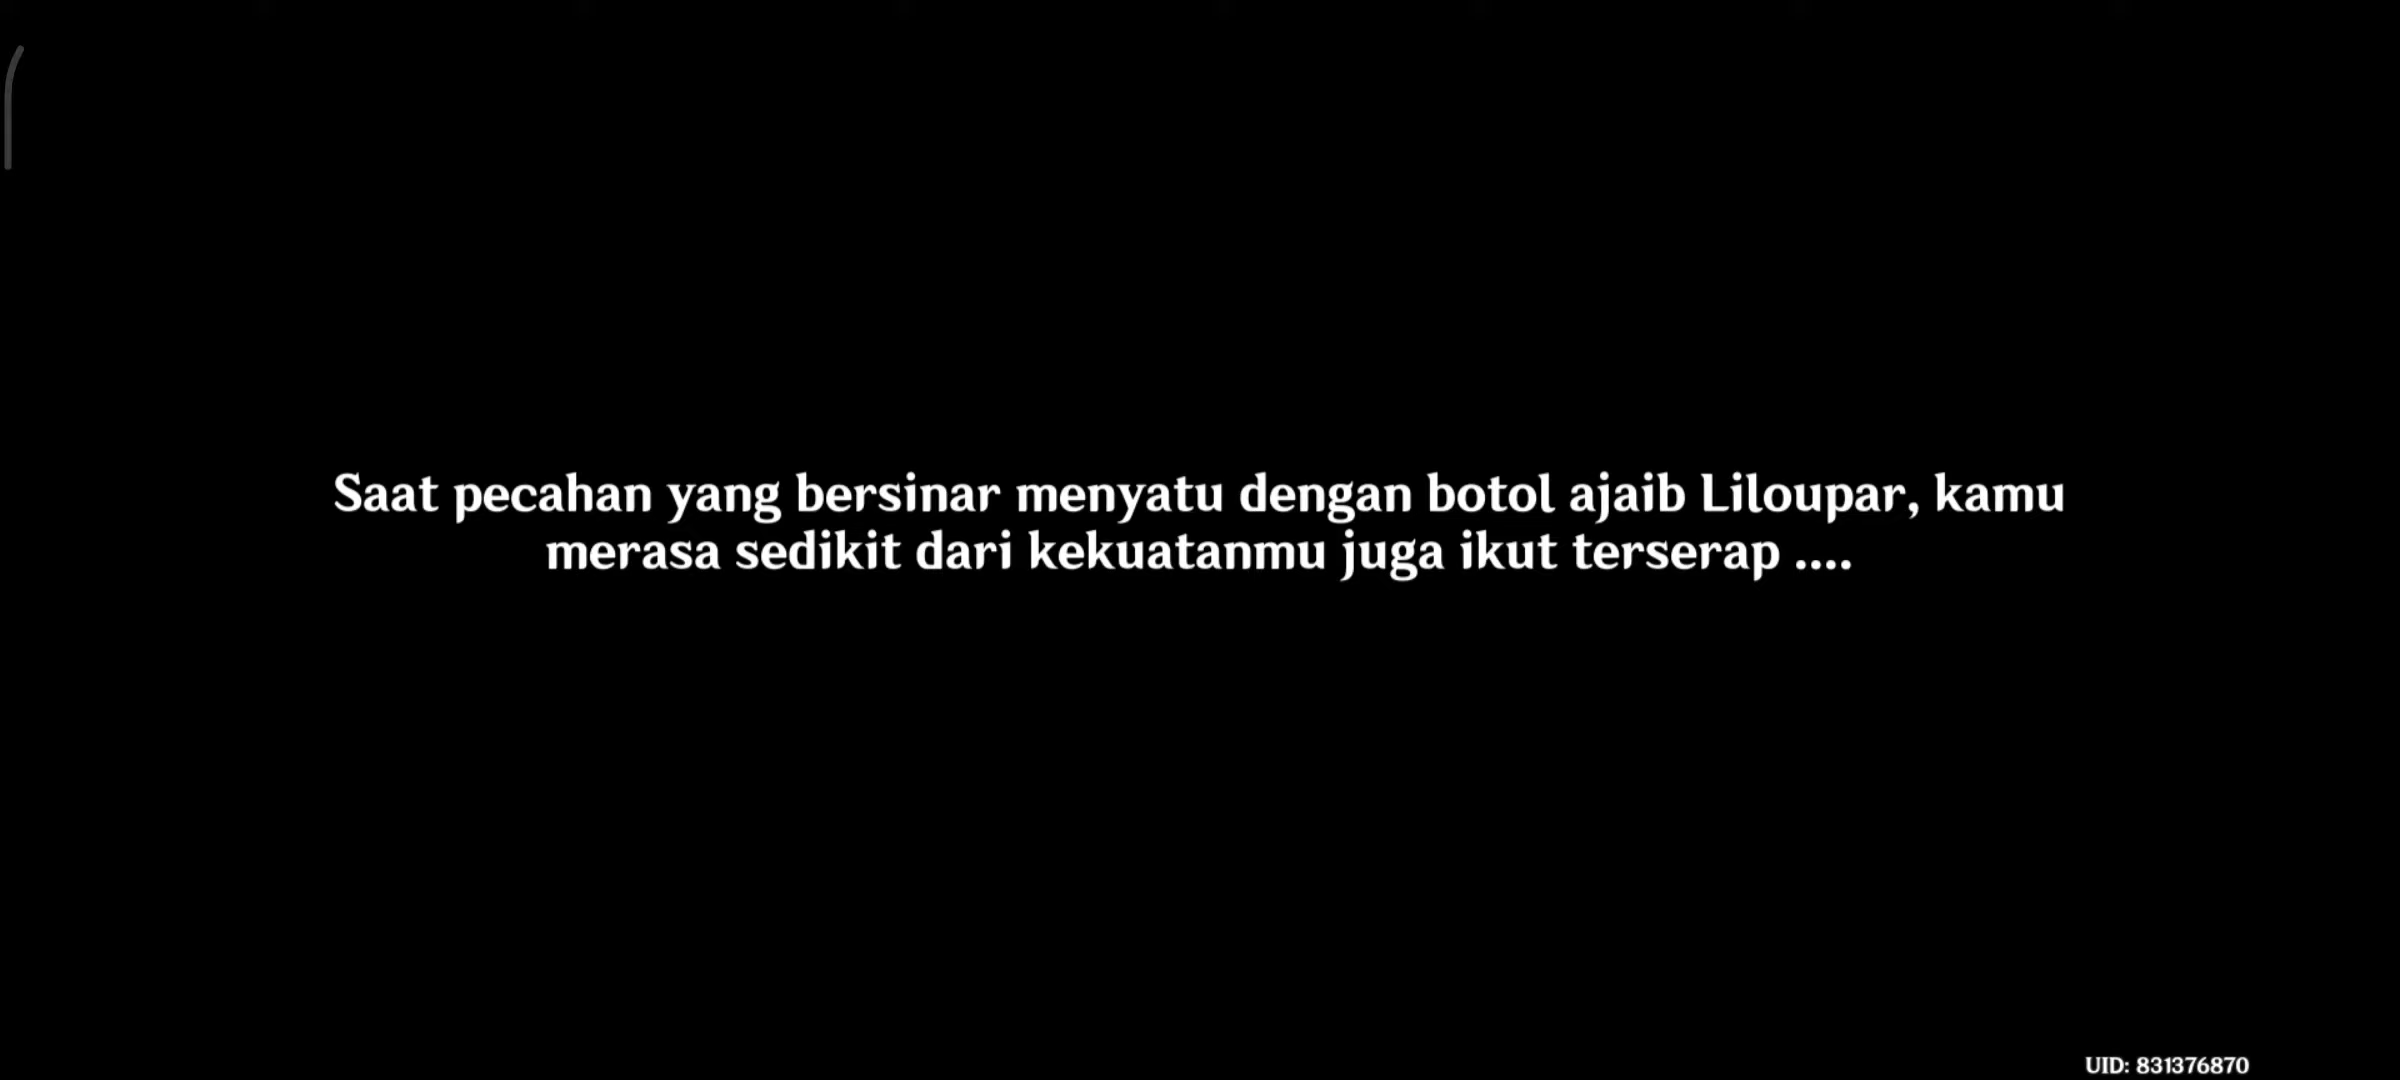 Saat pecahan yang bersinar menyatu dengan botol ajaib Liloupar, kamu
merasa sedikit dari kekuatanmu juga ikut terserap ....
UID: 831376870